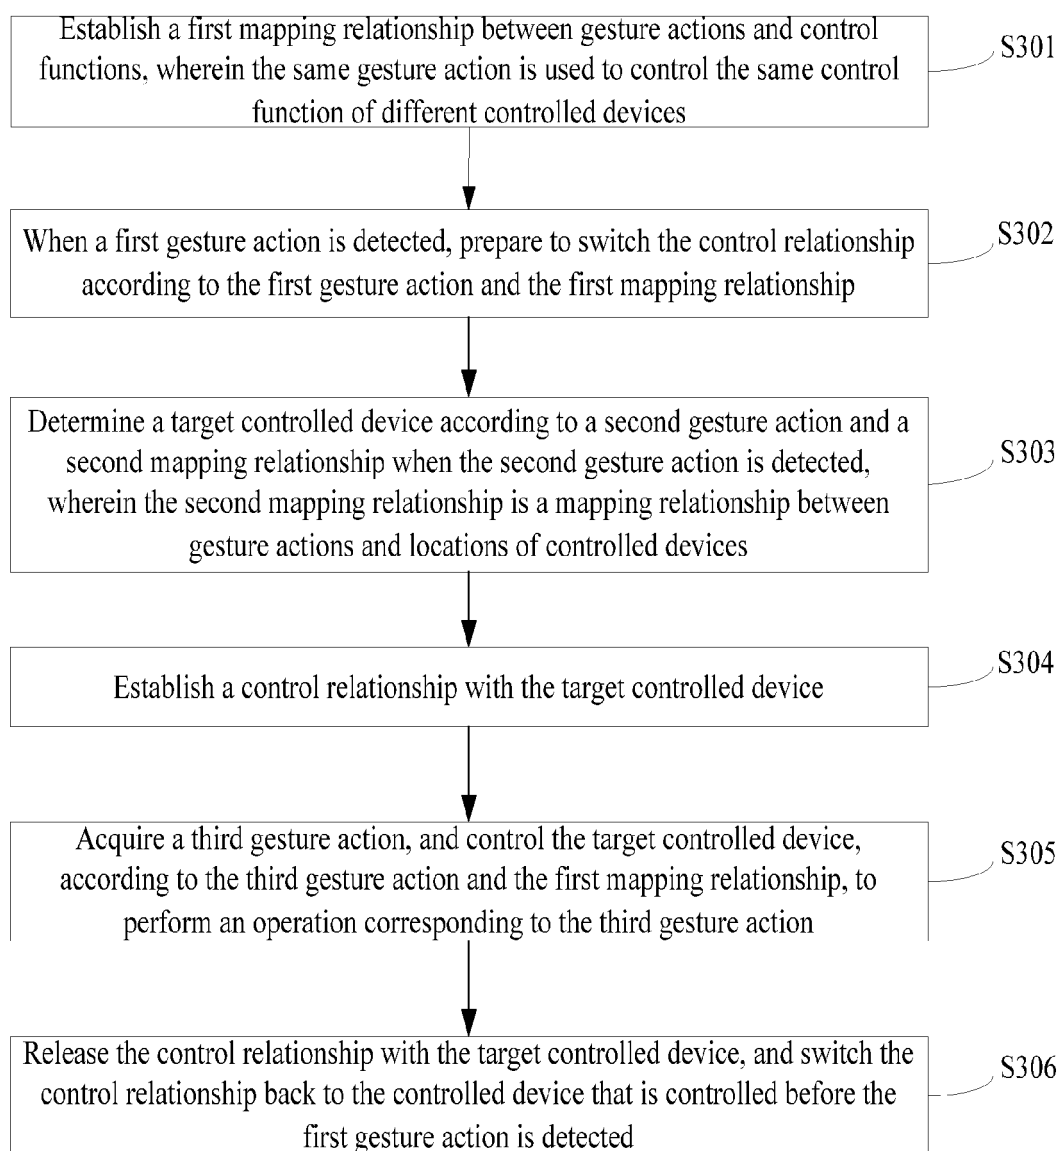 Establish a first mapping relationship between gesture actions and control
functions, wherein the same gesture action is used to control the same control
function of different controlled devices
S301
When a first gesture action is detected, prepare to switch the control relationship
according to the first gesture action and the first mapping relationship
S302
Determine a target controlled device according to a second gesture action and a
second mapping relationship when the second gesture action is detected,
wherein the second mapping relationship is a mapping relationship between
gesture actions and locations of controlled devices
S303
Establish a control relationship with the target controlled device
S304
Acquire a third gesture action, and control the target controlled device,
according to the third gesture action and the first mapping relationship, to
perform an operation corresponding to the third gesture action
S305
Release the control relationship with the target controlled device, and switch the
control relationship back to the controlled device that is controlled before the
first gesture action is detected
S306